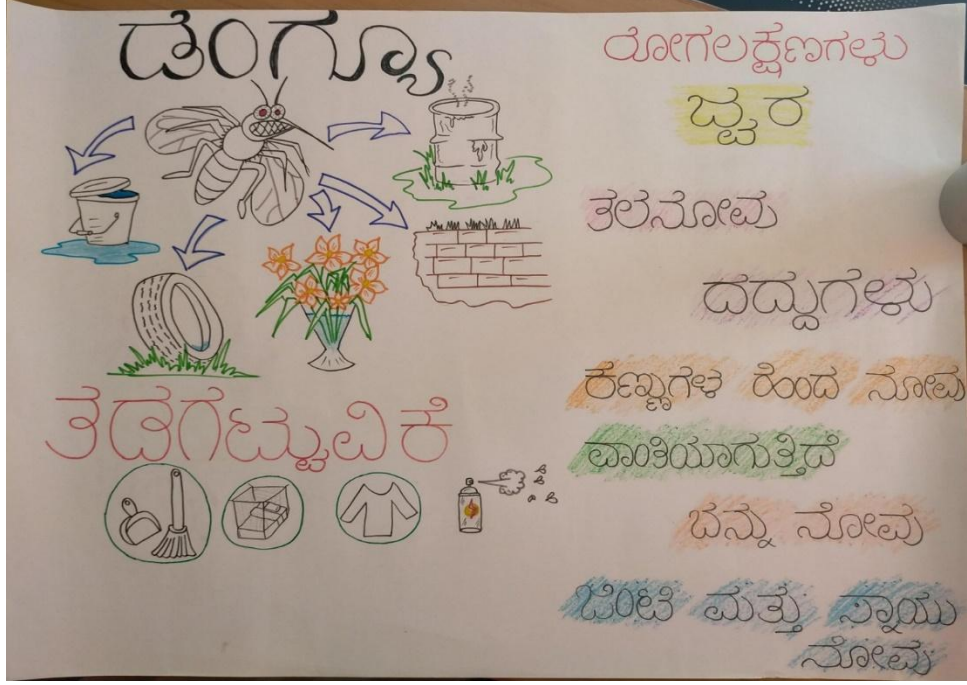 ಡೆಂಗ್ಯೂ
ರೋಗಲಕ್ಷಣಗಳು
ಜ್ವರ
ತಲೆನೋವು
ದದ್ದುಗಳು
ಕಣ್ಣುಗಳ ಹಿಂದೆ ನೋವು
ತಡೆಗಟ್ಟುವಿಕೆ
ವಾಂತಿಯಾಗುತ್ತಿದೆ
ಬೆನ್ನು ನೋವು
ಜಂಟಿ ಮತ್ತು ಸ್ನಾಯು
ನೋವು